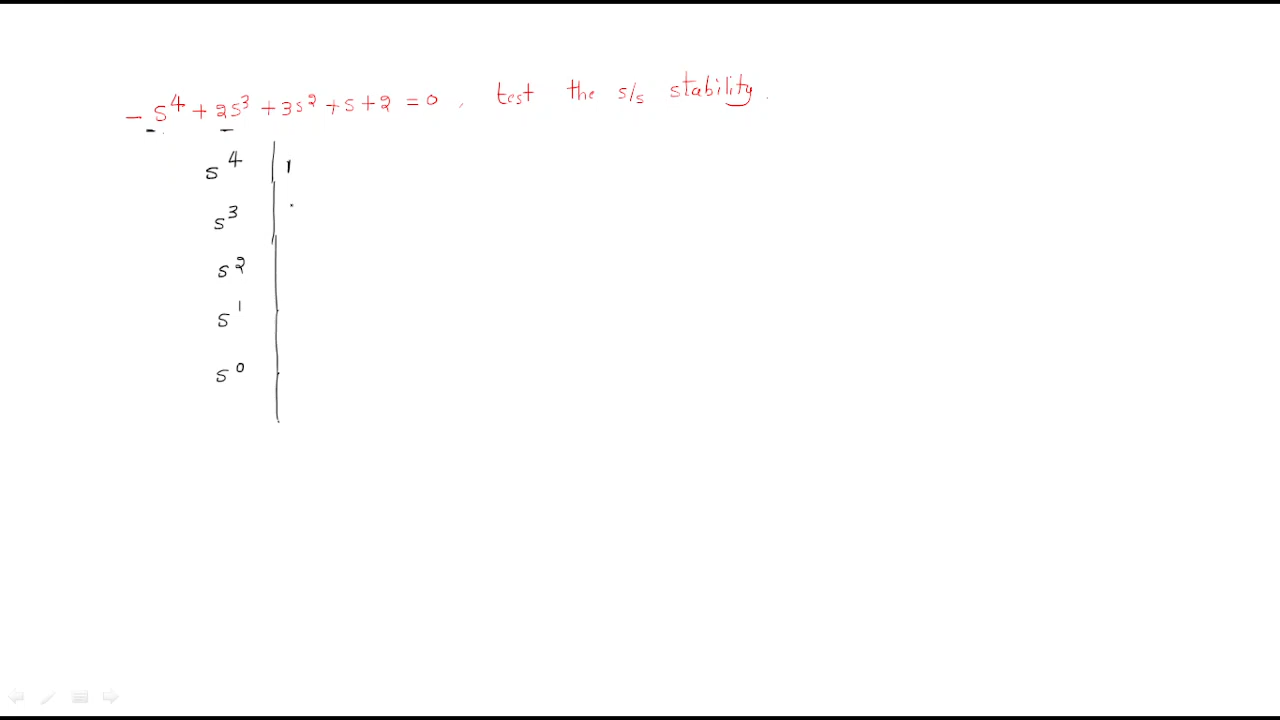 - s⁴ + 2s³ + 3s² + s + 2 = 0 , test the s/s stability.
s⁴ | 1
s³ |
s² |
s¹ |
s⁰ |